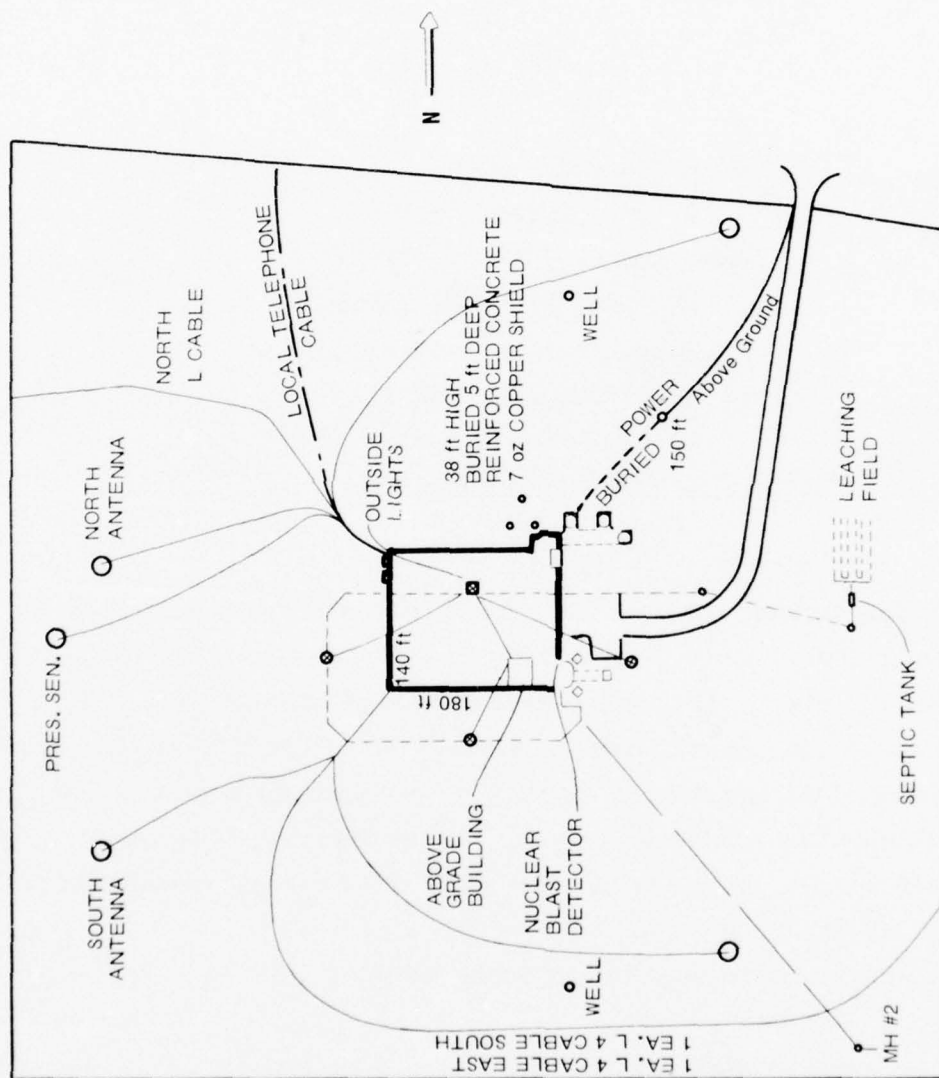 N
NORTH
L CABLE
LOCAL TELEPHONE
CABLE
NORTH
ANTENNA
PRES. SEN.
SOUTH
ANTENNA
OUTSIDE
LIGHTS
38 ft HIGH
BURIED 5 ft DEEP
REINFORCED CONCRETE
7 oz COPPER SHIELD
WELL
POWER
BURIED
Above Ground
150 ft
140 ft
180 ft
ABOVE
GRADE
BUILDING
NUCLEAR
BLAST
DETECTOR
LEACHING
FIELD
SEPTIC TANK
WELL
1 EA. L 4 CABLE EAST
1 EA. L 4 CABLE SOUTH
MH #2